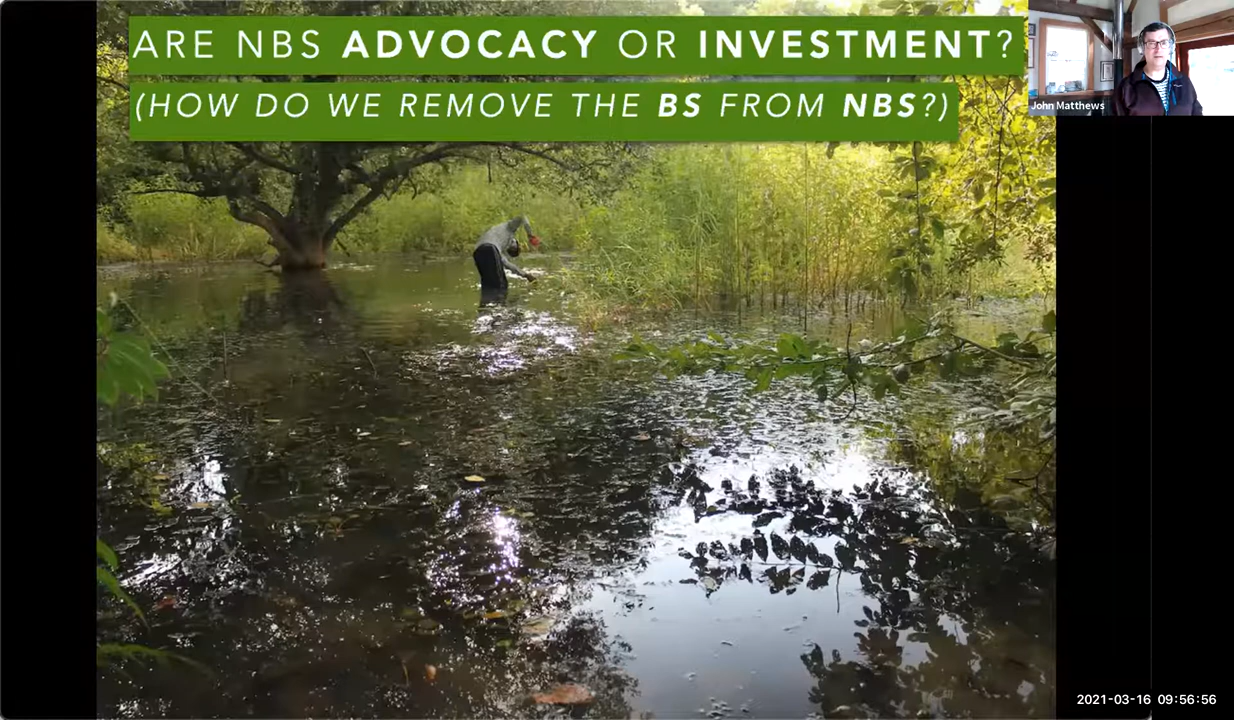 ARE NBS ADVOCACY OR INVESTMENT?
(HOW DO WE REMOVE THE BS FROM NBS?)
John Matthews
2021-03-16 09:56:56